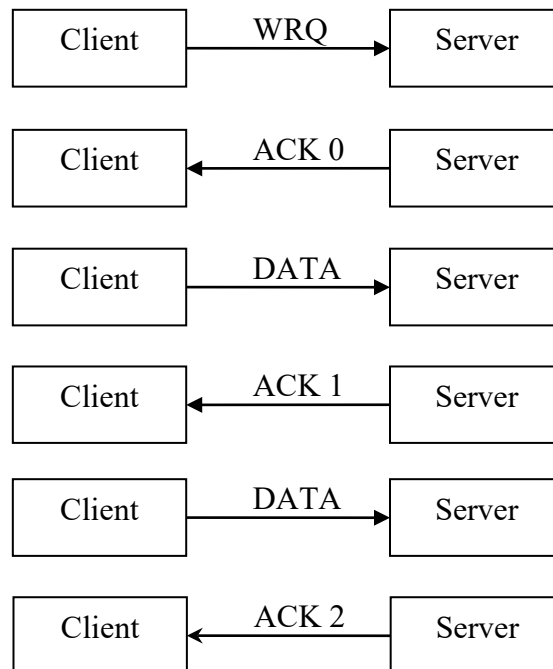 Client WRQ Server
Client ACK 0 Server
Client DATA Server
Client ACK 1 Server
Client DATA Server
Client ACK 2 Server